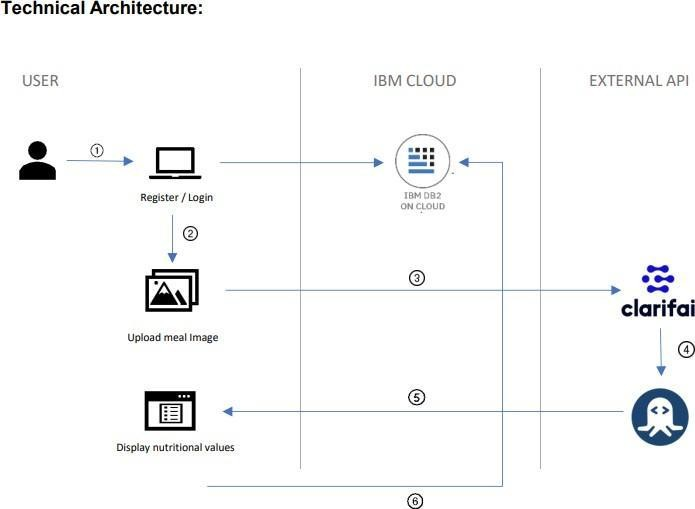 Technical Architecture:
USER
IBM CLOUD
EXTERNAL API
1
Register / Login
IBM DB2
ON CLOUD
2
3
clarifai
Upload meal Image
4
5
Display nutritional values
6